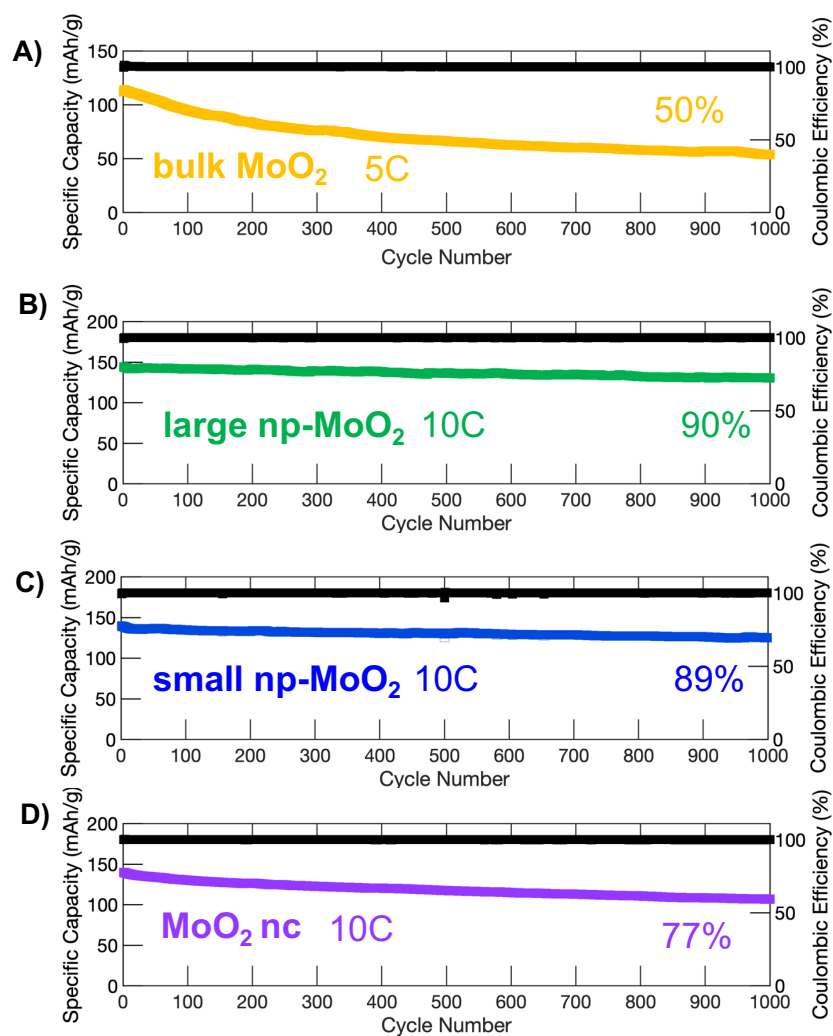 A)
Specific Capacity (mAh/g)
150
100
50
0
100
50
0
Coulombic Efficiency (%)
50%
bulk MoO₂ 5C
0 100 200 300 400 500 600 700 800 900 1000
Cycle Number
B)
Specific Capacity (mAh/g)
200
150
100
50
0
100
50
0
Coulombic Efficiency (%)
large np-MoO₂ 10C 90%
0 100 200 300 400 500 600 700 800 900 1000
Cycle Number
C)
Specific Capacity (mAh/g)
200
150
100
50
0
100
50
0
Coulombic Efficiency (%)
small np-MoO₂ 10C 89%
0 100 200 300 400 500 600 700 800 900 1000
Cycle Number
D)
Specific Capacity (mAh/g)
200
150
100
50
0
100
50
0
Coulombic Efficiency (%)
MoO₂ nc 10C 77%
0 100 200 300 400 500 600 700 800 900 1000
Cycle Number